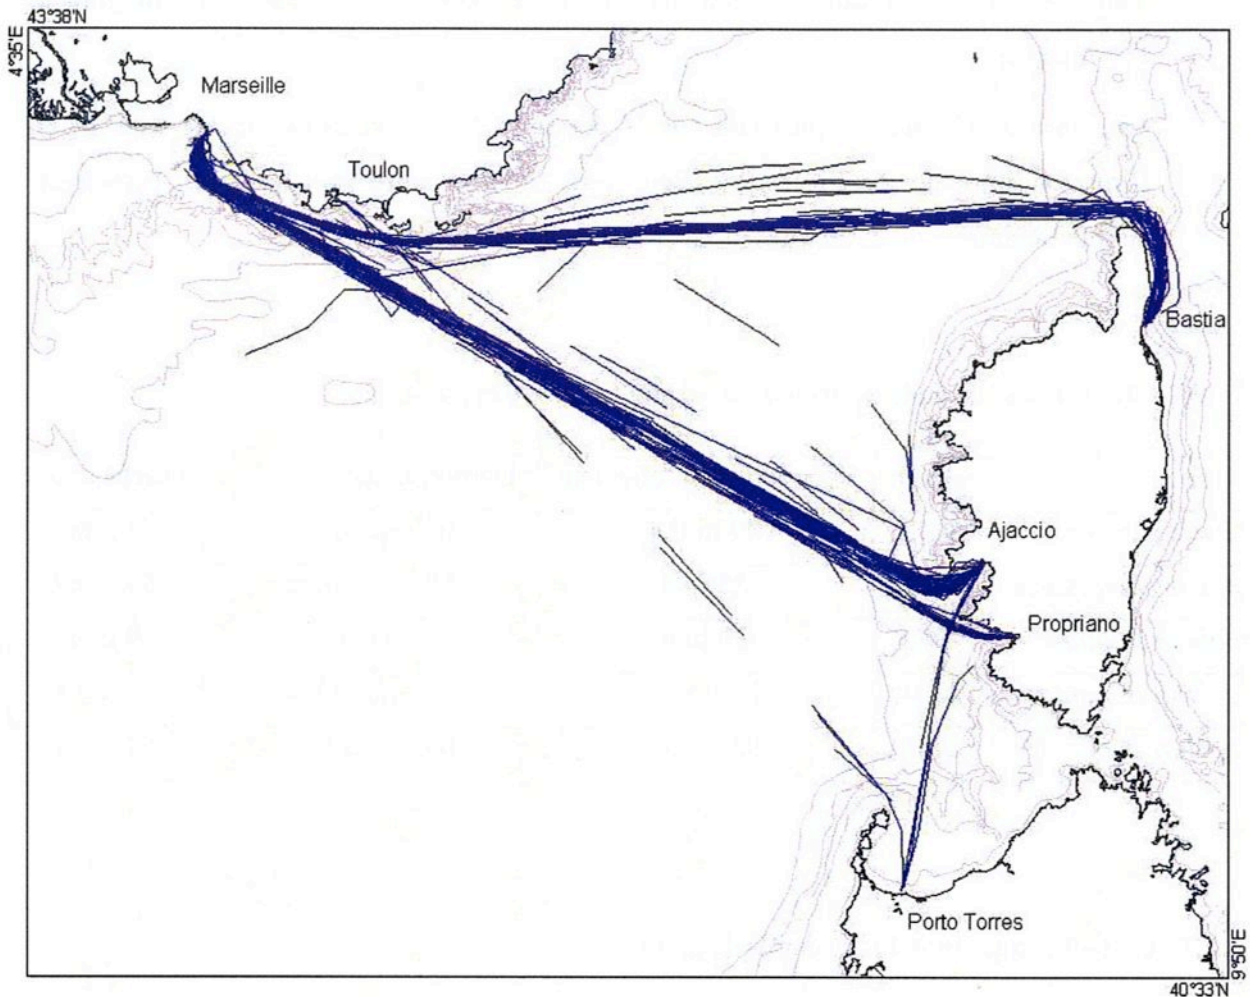 43°38'N
4°35'E
Marseille
Toulon
Bastia
Ajaccio
Propriano
Porto Torres
9°50'E
40°33'N